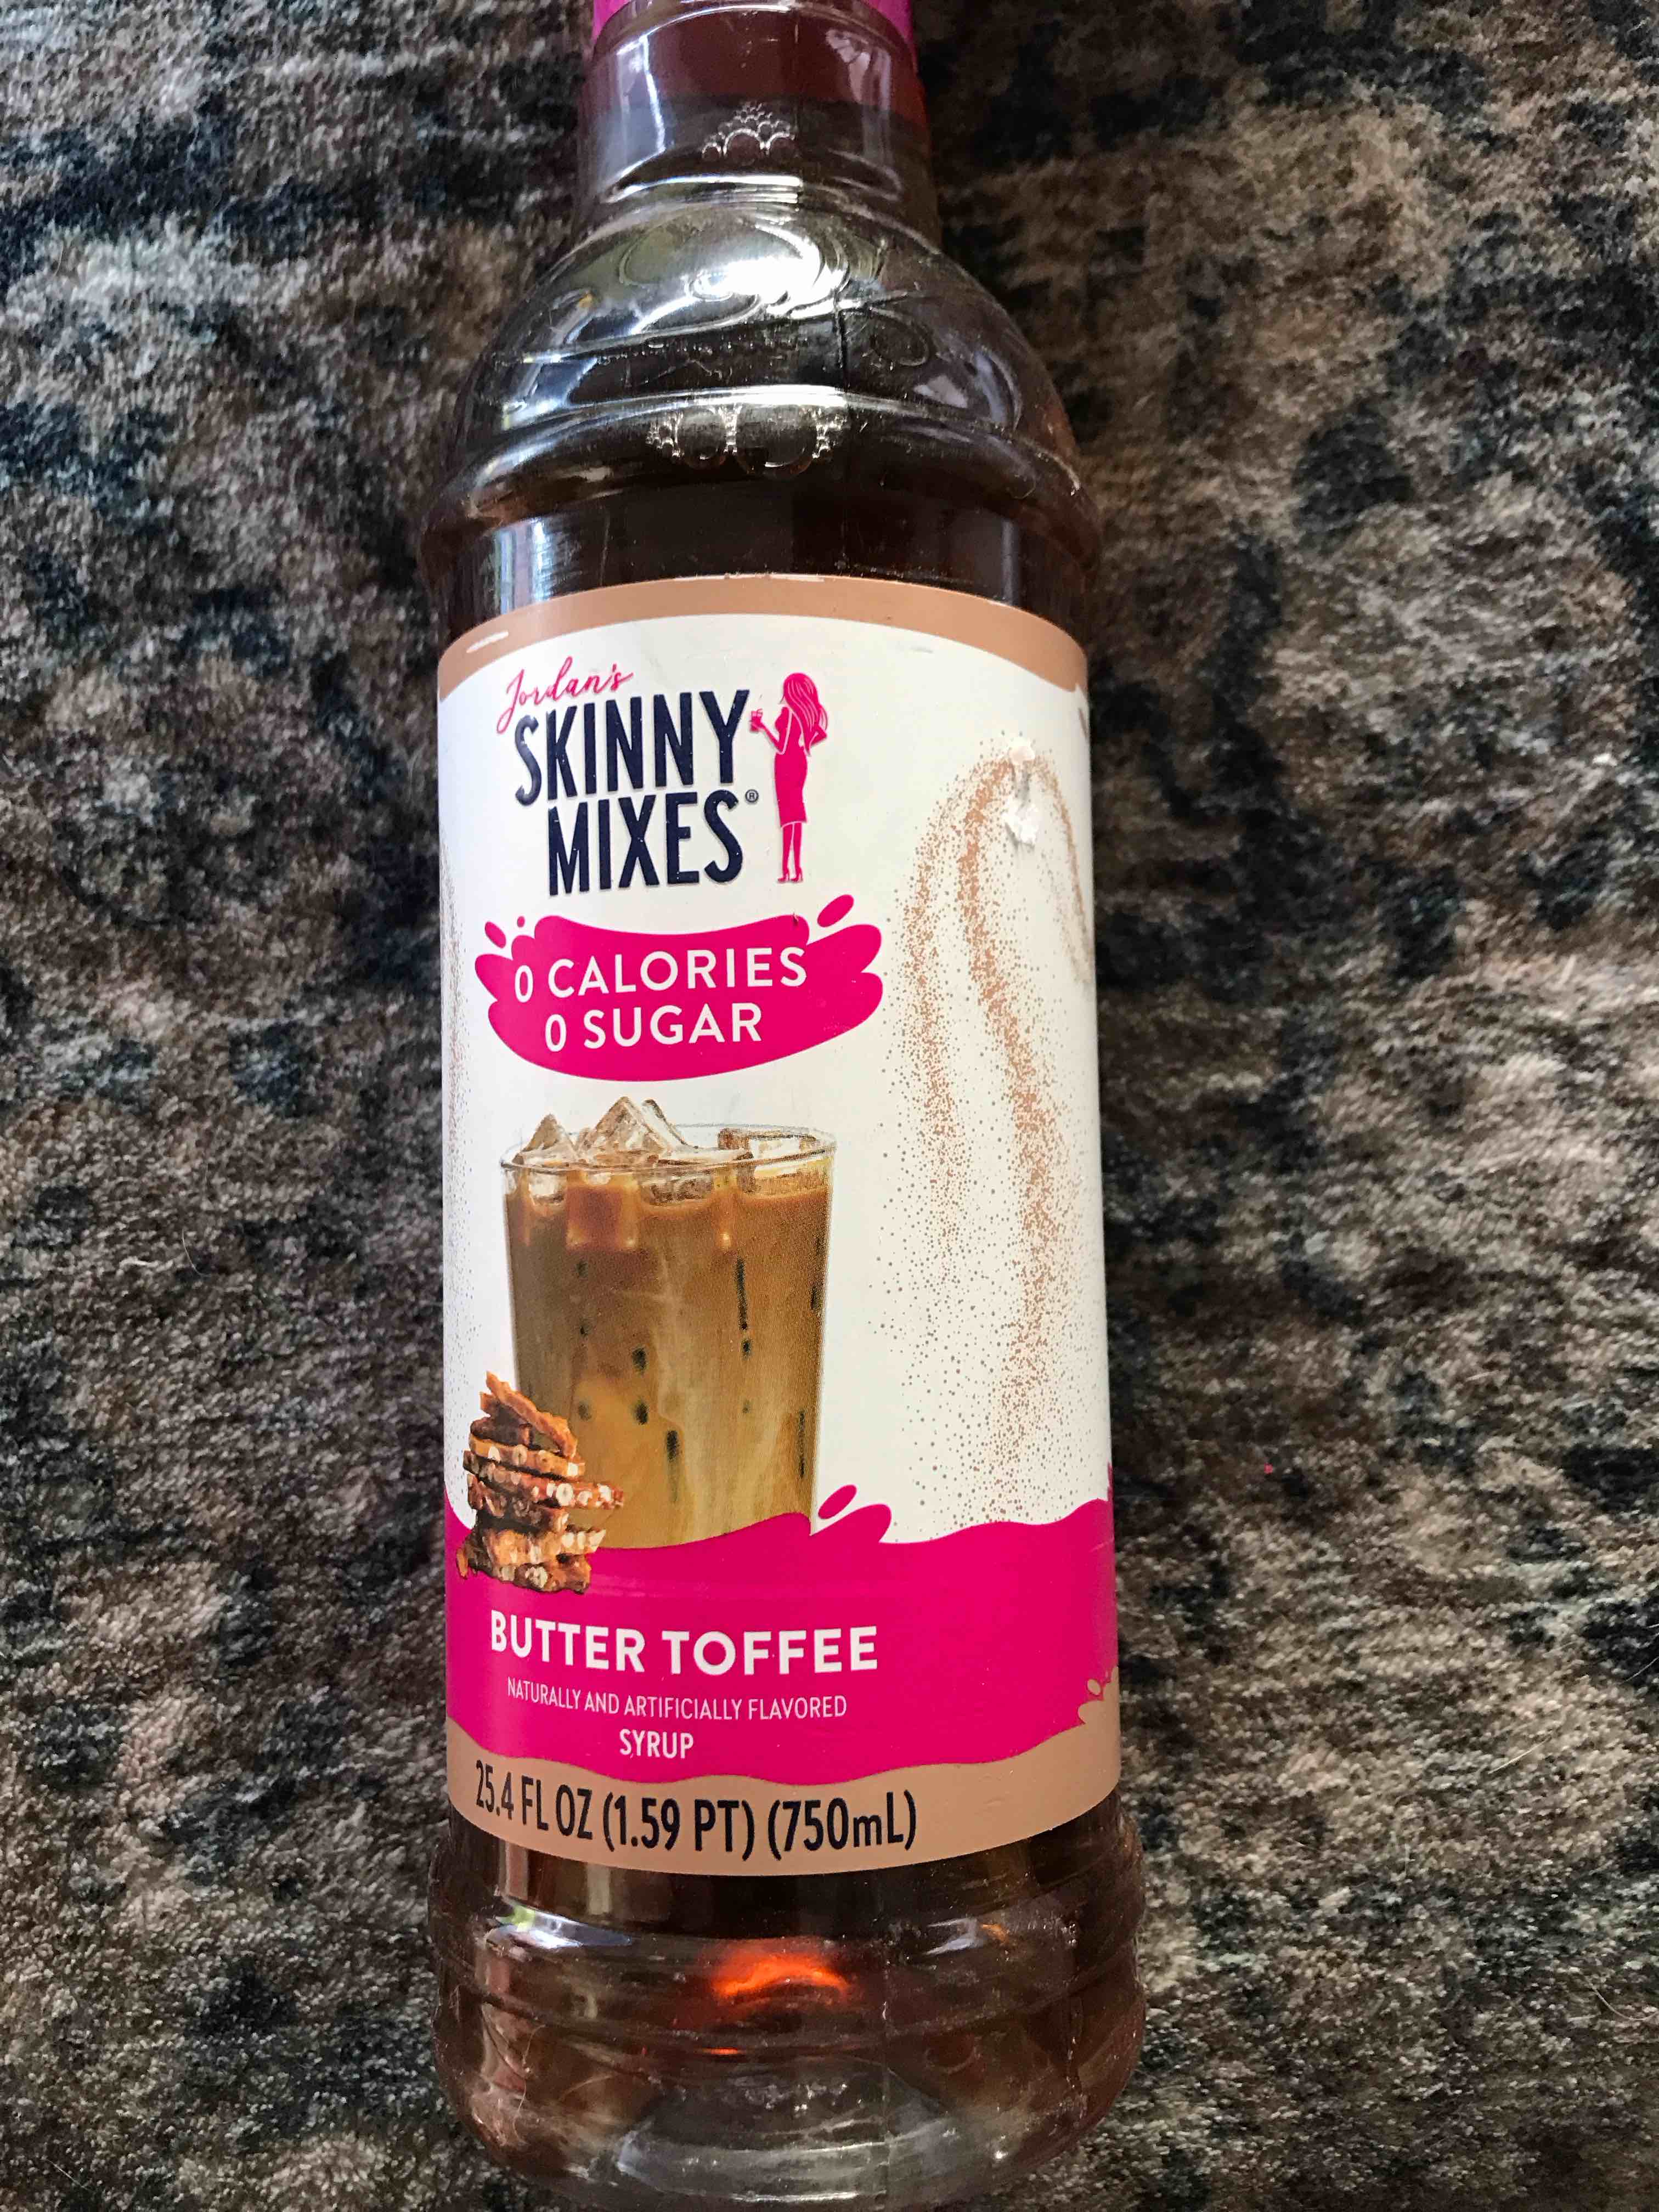 Jordan's
SKINNY
MIXES®
0 CALORIES
0 SUGAR
BUTTER TOFFEE
NATURALLY AND ARTIFICIALLY FLAVORED
SYRUP
25.4 FL OZ (1.59 PT) (750mL)